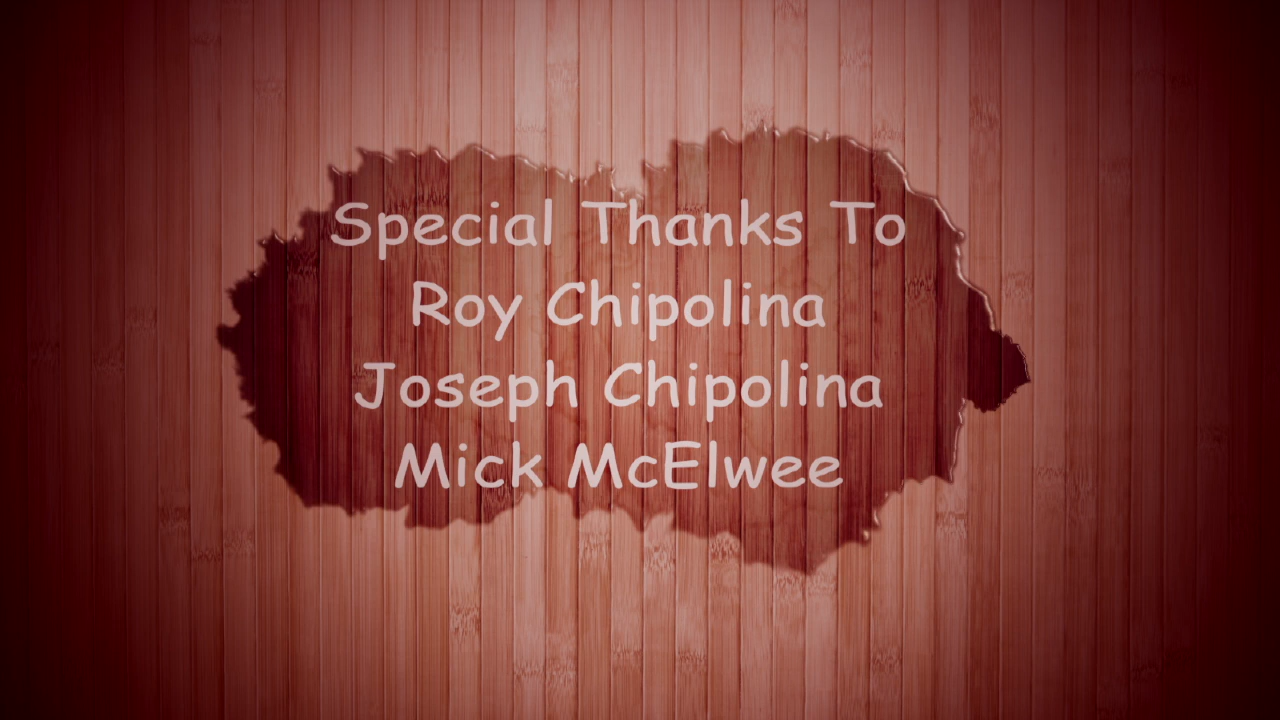 Special Thanks To
Roy Chipolina
Joseph Chipolina
Mick McElwee